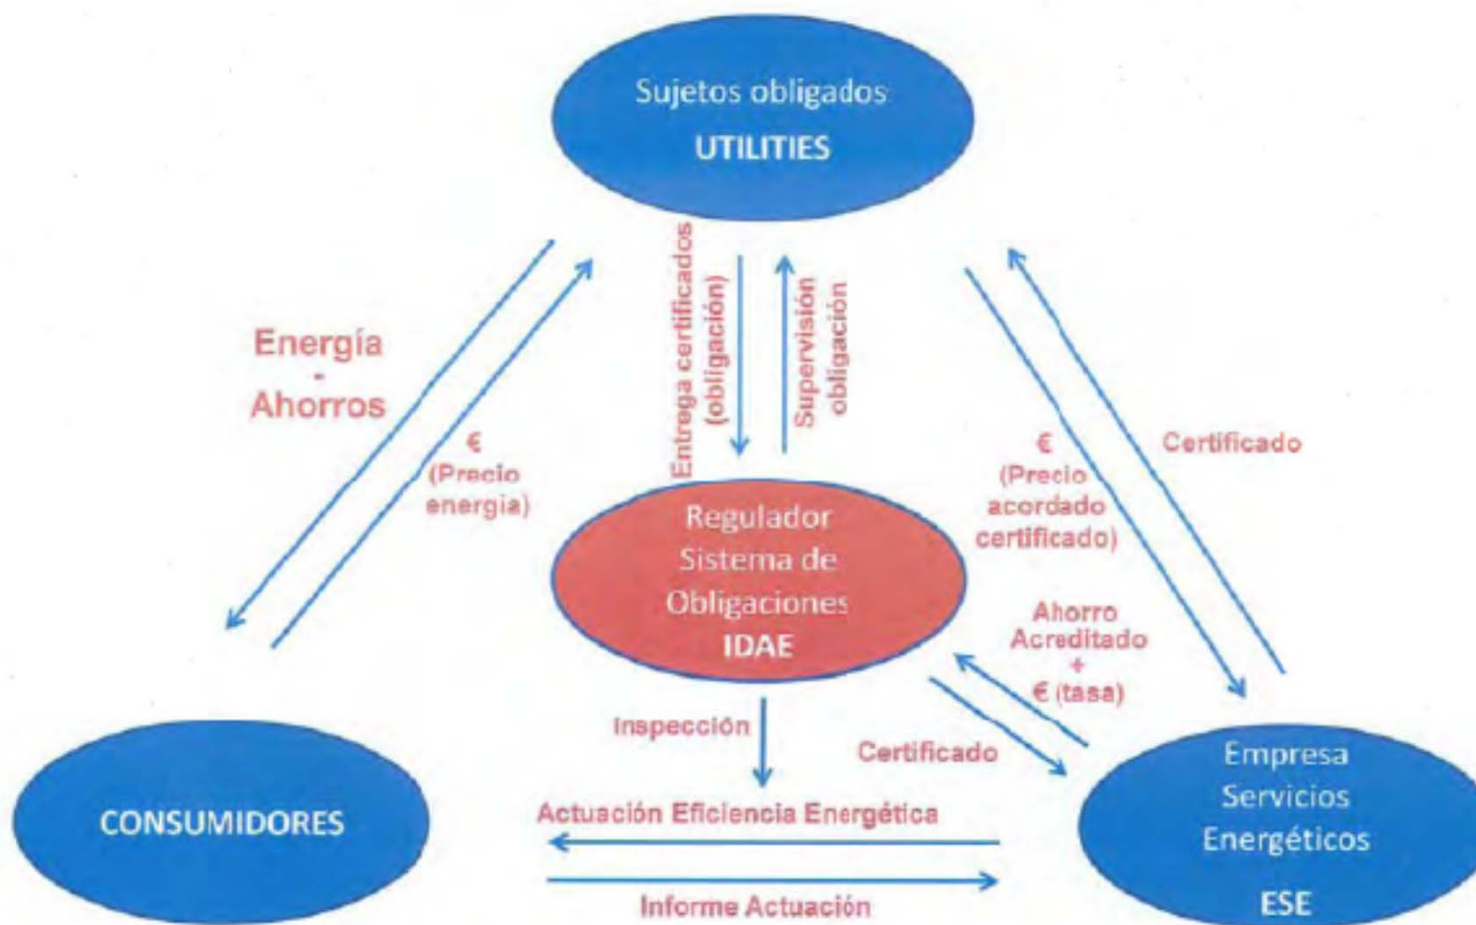 Sujetos obligados
UTILITIES
Energía
-
Ahorros
€
(Precio
energía)
Entrega certificados
(obligación)
Supervisión
obligación
€
(Precio
acordado
certificado)
Certificado
Regulador
Sistema de
Obligaciones
IDAE
Ahorro
Acreditado
+
€ (tasa)
Inspección
Certificado
CONSUMIDORES
Actuación Eficiencia Energética
Informe Actuación
Empresa
Servicios
Energéticos
ESE